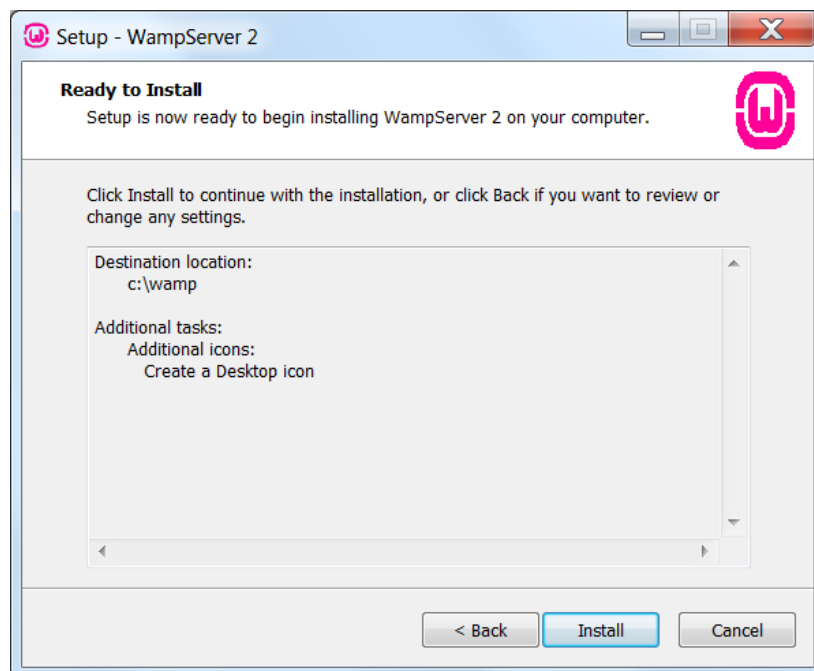 Setup - WampServer 2
Ready to Install
Setup is now ready to begin installing WampServer 2 on your computer.
Click Install to continue with the installation, or click Back if you want to review or
change any settings.
Destination location:
c:\wamp
Additional tasks:
Additional icons:
Create a Desktop icon
< Back
Install
Cancel